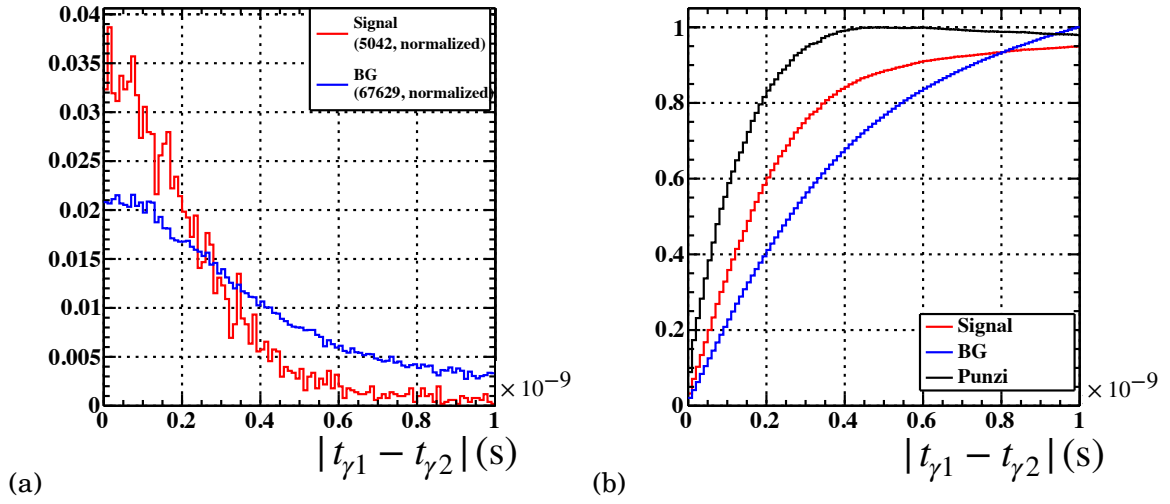 0.04
0.035
0.03
0.025
0.02
0.015
0.01
0.005
0
Signal
(5042, normalized)
BG
(67629, normalized)
0 0.2 0.4 0.6 0.8 1
× 10⁻⁹
| tγ1 − tγ2 | (s)
(a)
1
0.8
0.6
0.4
0.2
0
Signal
BG
Punzi
0 0.2 0.4 0.6 0.8 1
× 10⁻⁹
| tγ1 − tγ2 | (s)
(b)